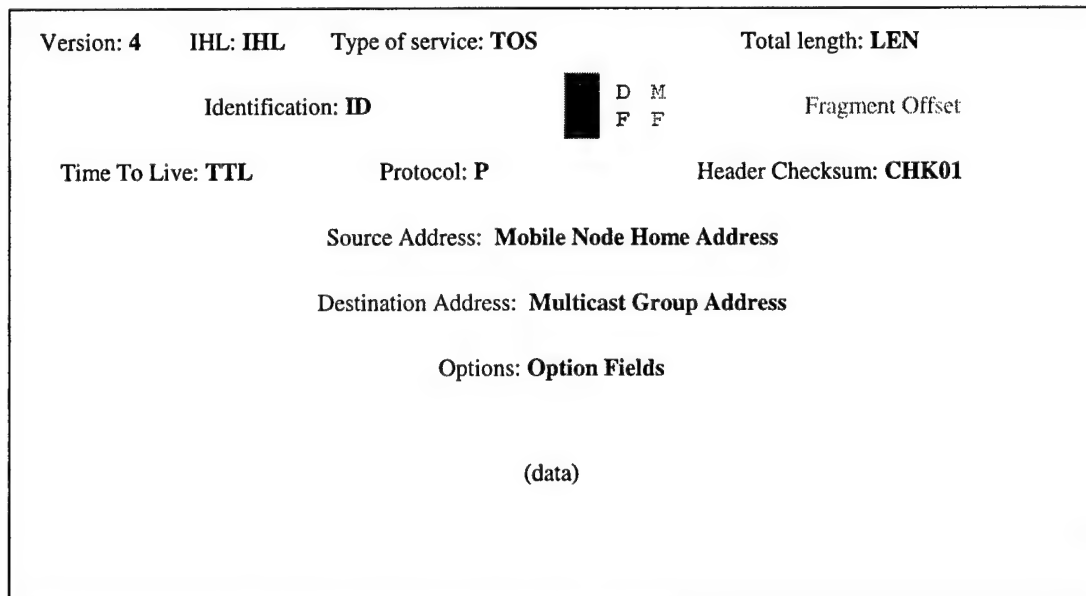 Version: 4 IHL: IHL Type of service: TOS Total length: LEN
Identification: ID D M Fragment Offset
F F
Time To Live: TTL Protocol: P Header Checksum: CHK01
Source Address: Mobile Node Home Address
Destination Address: Multicast Group Address
Options: Option Fields
(data)